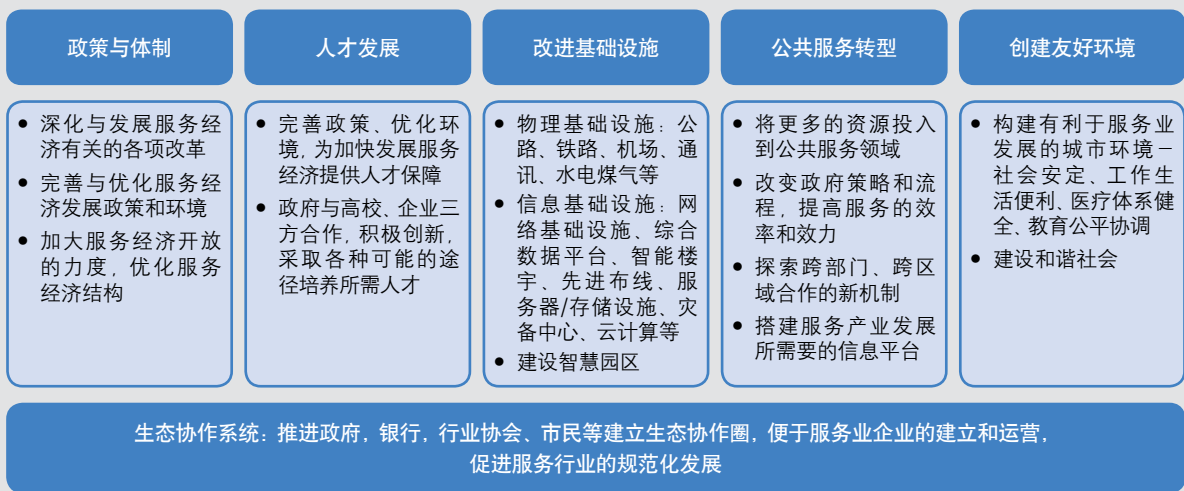 政策与体制
深化与发展服务经
济有关的各项改革
完善与优化服务经
济发展政策和环境
加大服务经济开放
的力度，优化服务
经济结构
人才发展
完善政策、优化环
境，为加快发展服务
经济提供人才保障
政府与高校、企业三
方合作，积极创新，
采取各种可能的途
径培养所需人才
改进基础设施
物理基础设施：公
路、铁路、机场、通
讯、水电煤气等
信息基础设施：网
络基础设施、综合
数据平台、智能楼
宇、先进布线、服
务器/存储设施、灾
备中心、云计算等
建设智慧园区
公共服务转型
将更多的资源投入
到公共服务领域
改变政府策略和流
程，提高服务的效
率和效力
探索跨部门、跨区
域合作的新机制
搭建服务产业发展
所需要的信息平台
创建友好环境
构建有利于服务业
发展的城市环境－
社会安定、工作生
活便利、医疗体系健
全、教育公平协调
建设和谐社会
生态协作系统：推进政府，银行，行业协会、市民等建立生态协作圈，便于服务业企业的建立和运营，
促进服务行业的规范化发展